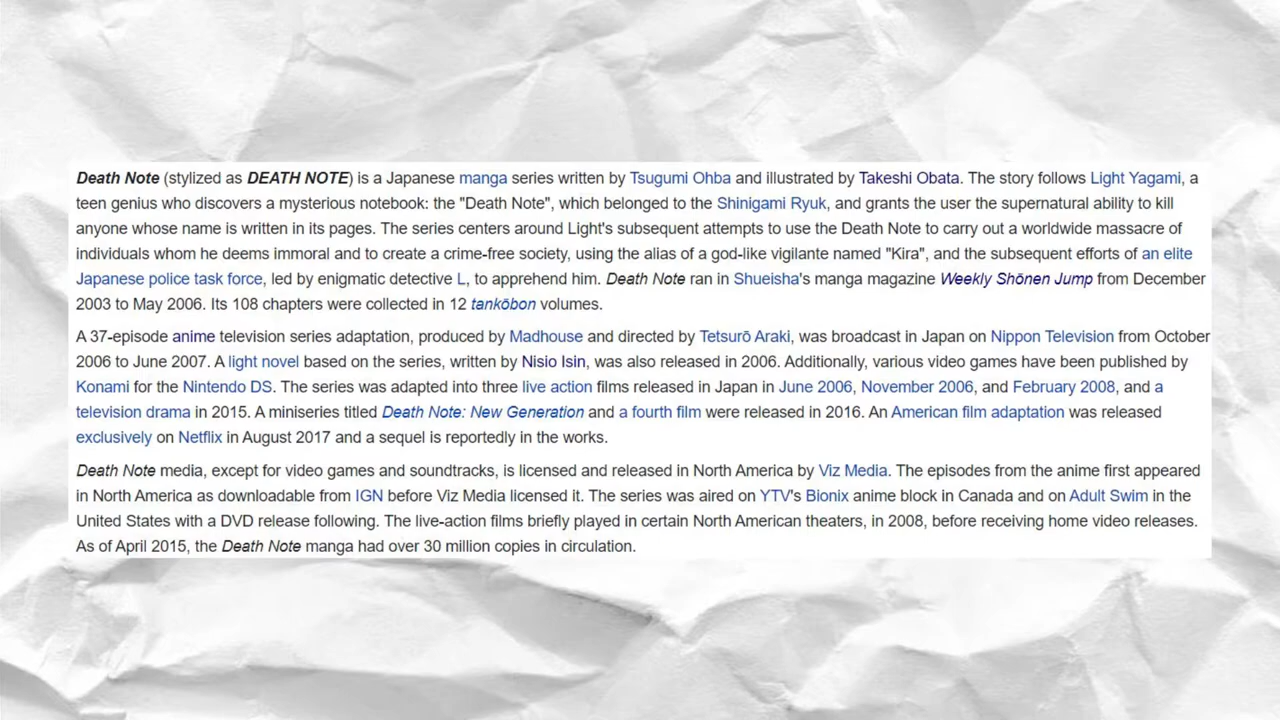 Death Note (stylized as DEATH NOTE) is a Japanese manga series written by Tsugumi Ohba and illustrated by Takeshi Obata. The story follows Light Yagami, a
teen genius who discovers a mysterious notebook: the "Death Note", which belonged to the Shinigami Ryuk, and grants the user the supernatural ability to kill
anyone whose name is written in its pages. The series centers around Light's subsequent attempts to use the Death Note to carry out a worldwide massacre of
individuals whom he deems immoral and to create a crime-free society, using the alias of a god-like vigilante named "Kira", and the subsequent efforts of an elite
Japanese police task force, led by enigmatic detective L, to apprehend him. Death Note ran in Shueisha's manga magazine Weekly Shōnen Jump from December
2003 to May 2006. Its 108 chapters were collected in 12 tankōbon volumes.
A 37-episode anime television series adaptation, produced by Madhouse and directed by Tetsurō Araki, was broadcast in Japan on Nippon Television from October
2006 to June 2007. A light novel based on the series, written by Nisio Isin, was also released in 2006. Additionally, various video games have been published by
Konami for the Nintendo DS. The series was adapted into three live action films released in Japan in June 2006, November 2006, and February 2008, and a
television drama in 2015. A miniseries titled Death Note: New Generation and a fourth film were released in 2016. An American film adaptation was released
exclusively on Netflix in August 2017 and a sequel is reportedly in the works.
Death Note media, except for video games and soundtracks, is licensed and released in North America by Viz Media. The episodes from the anime first appeared
in North America as downloadable from IGN before Viz Media licensed it. The series was aired on YTV's Bionix anime block in Canada and on Adult Swim in the
United States with a DVD release following. The live-action films briefly played in certain North American theaters, in 2008, before receiving home video releases.
As of April 2015, the Death Note manga had over 30 million copies in circulation.